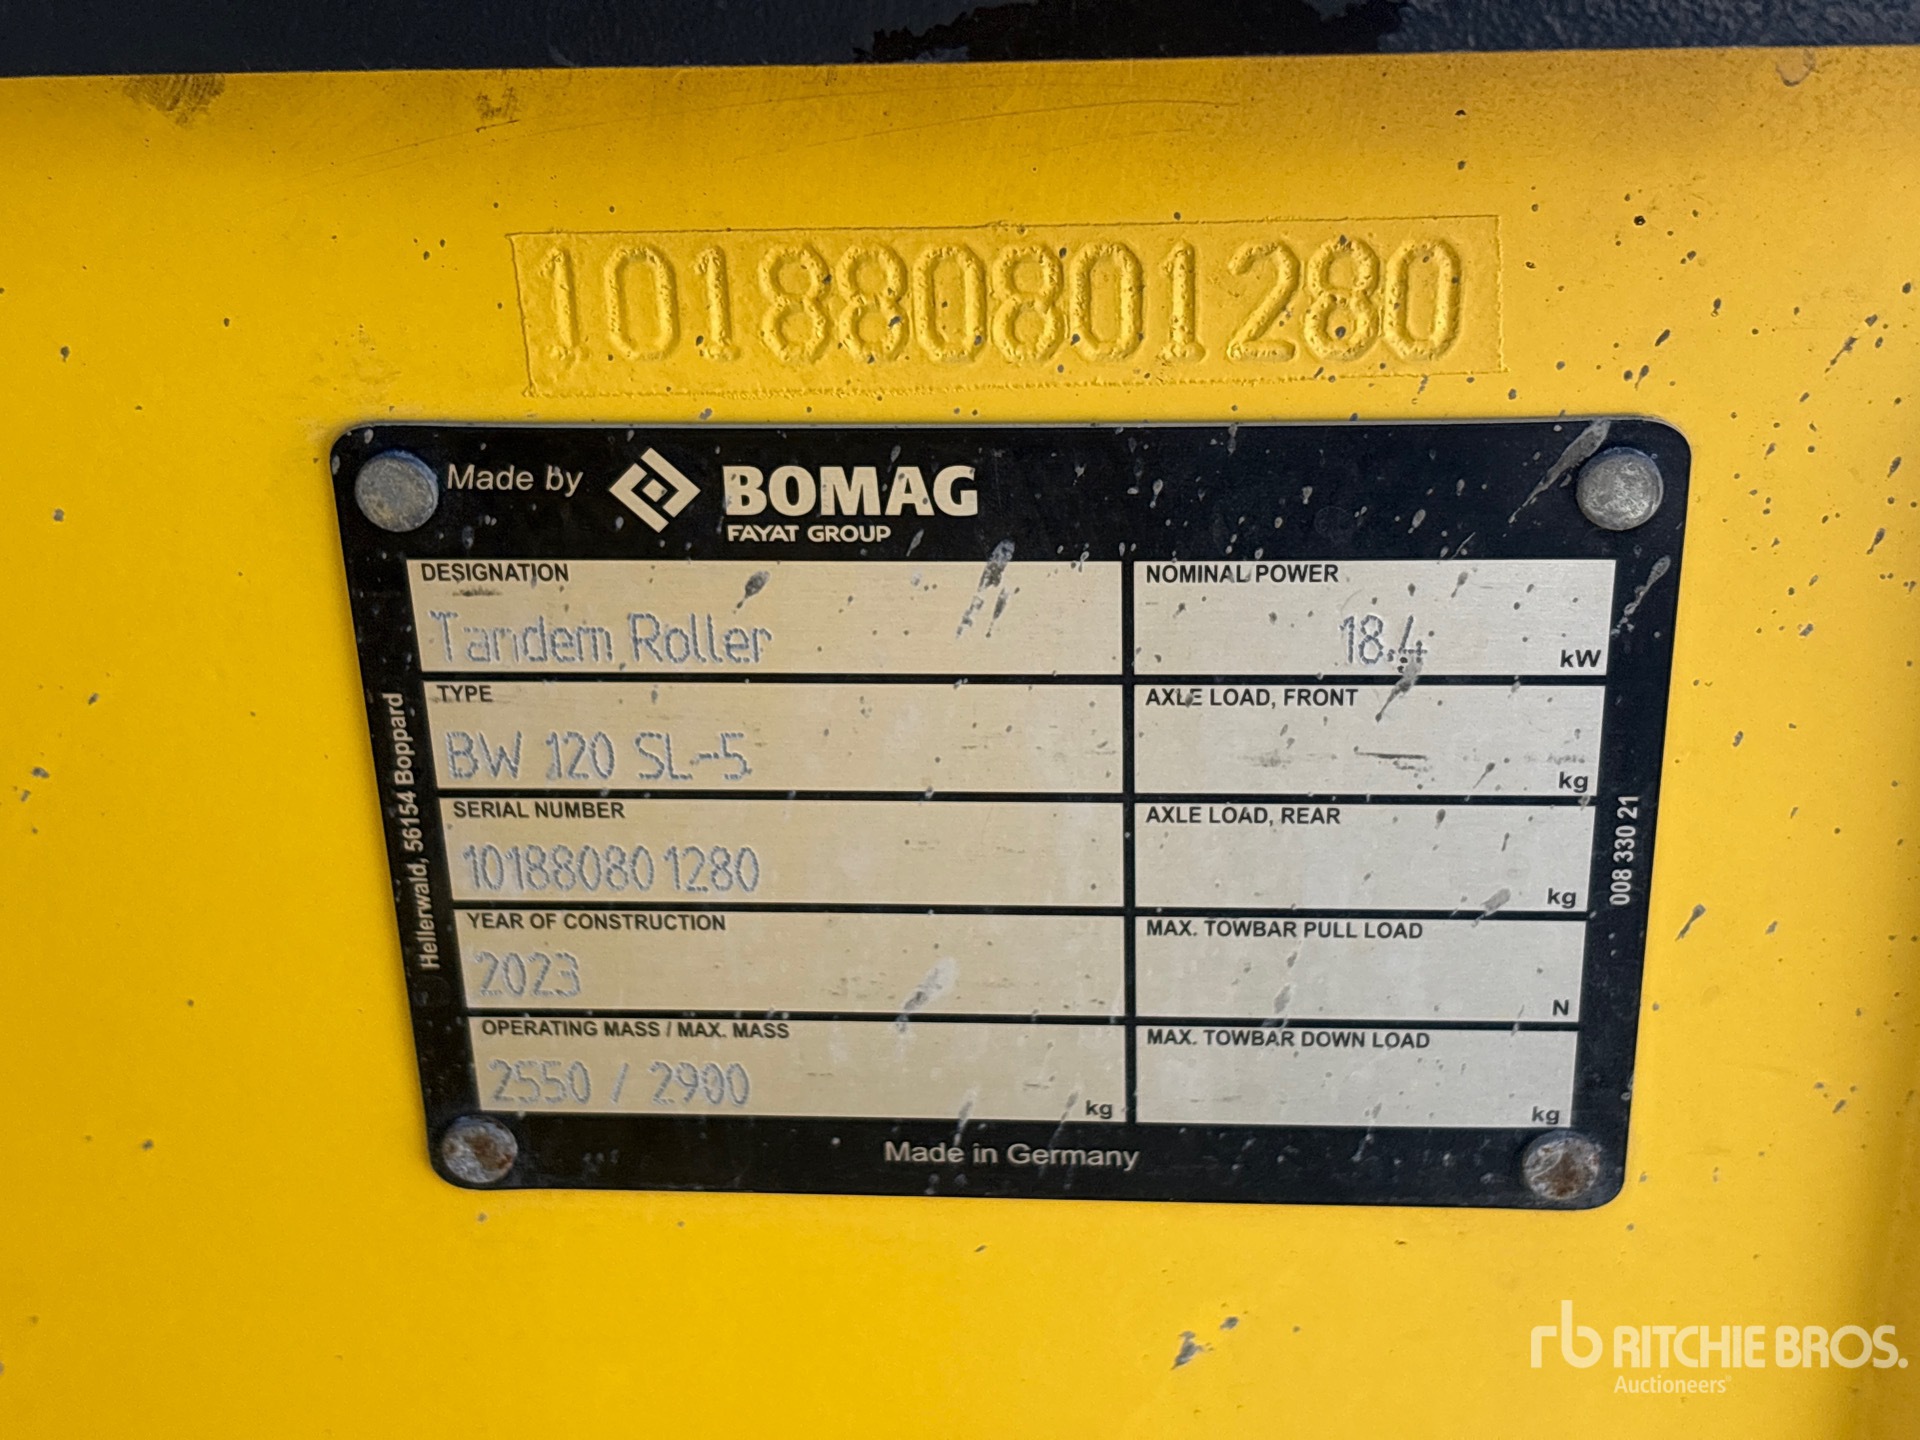 101880801280
Made by BOMAG
FAYAT GROUP
DESIGNATION
Tandem Roller
NOMINAL POWER
18.4 kW
TYPE
BW 120 SL-5
AXLE LOAD, FRONT
kg
SERIAL NUMBER
101880801280
AXLE LOAD, REAR
kg
YEAR OF CONSTRUCTION
2023
MAX. TOWBAR PULL LOAD
N
OPERATING MASS / MAX. MASS
2550 / 2900 kg
MAX. TOWBAR DOWN LOAD
kg
Made in Germany
Hellerwald, 56154 Boppard
008 330 21
rb RITCHIE BROS.
Auctioneers